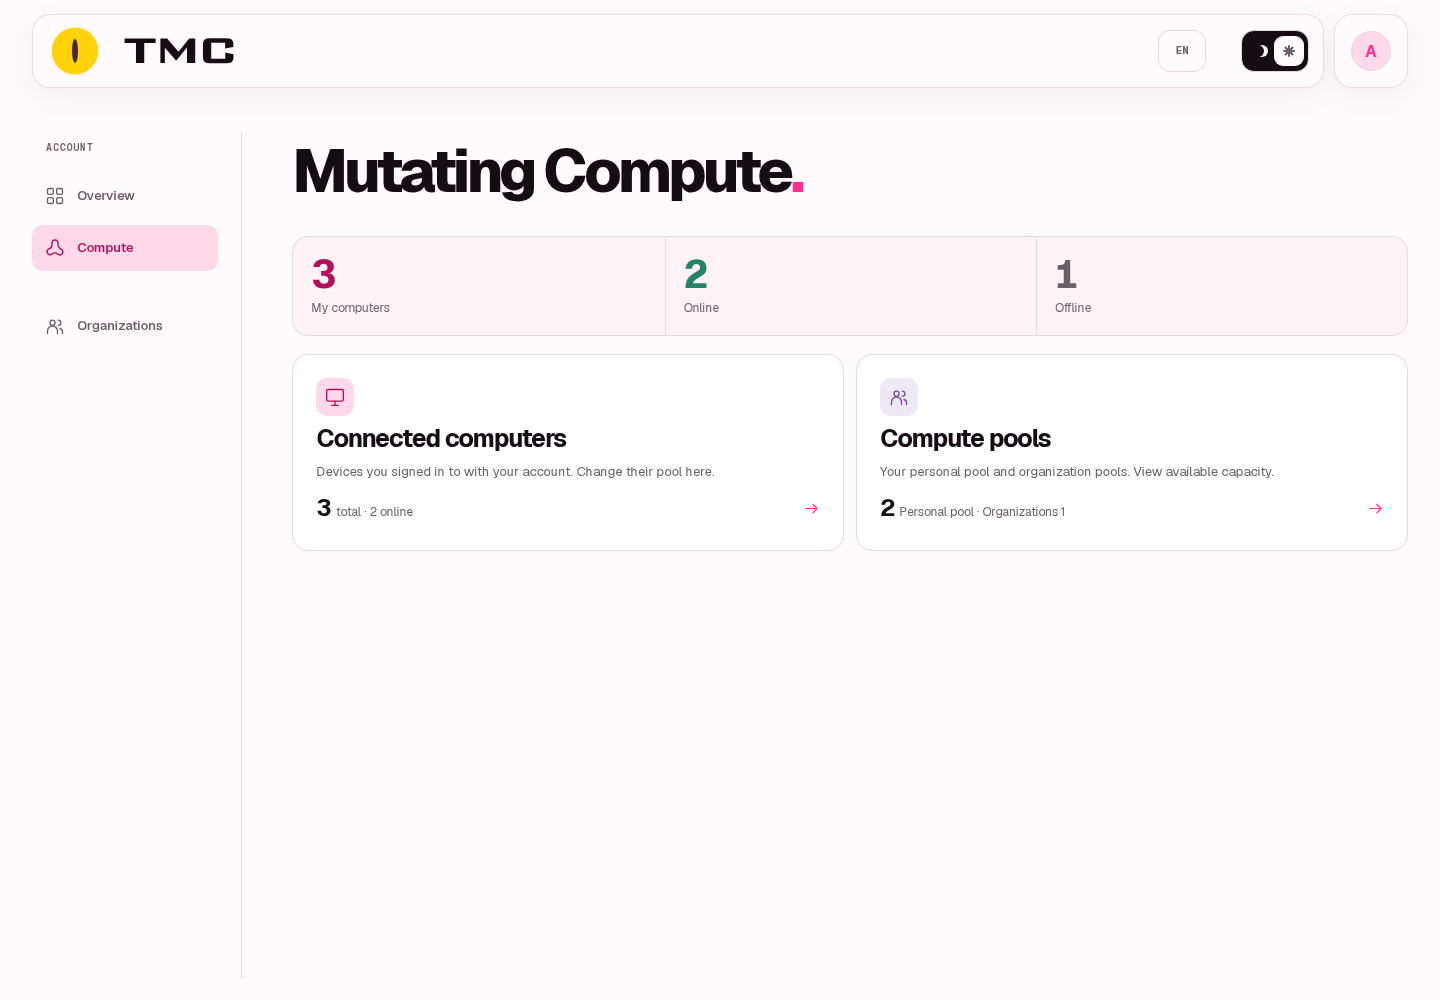 TMC
EN
A
ACCOUNT
Overview
Compute
Organizations
Mutating Compute.
3
My computers
2
Online
1
Offline
Connected computers
Devices you signed in to with your account. Change their pool here.
3 total · 2 online
→
Compute pools
Your personal pool and organization pools. View available capacity.
2 Personal pool · Organizations 1
→